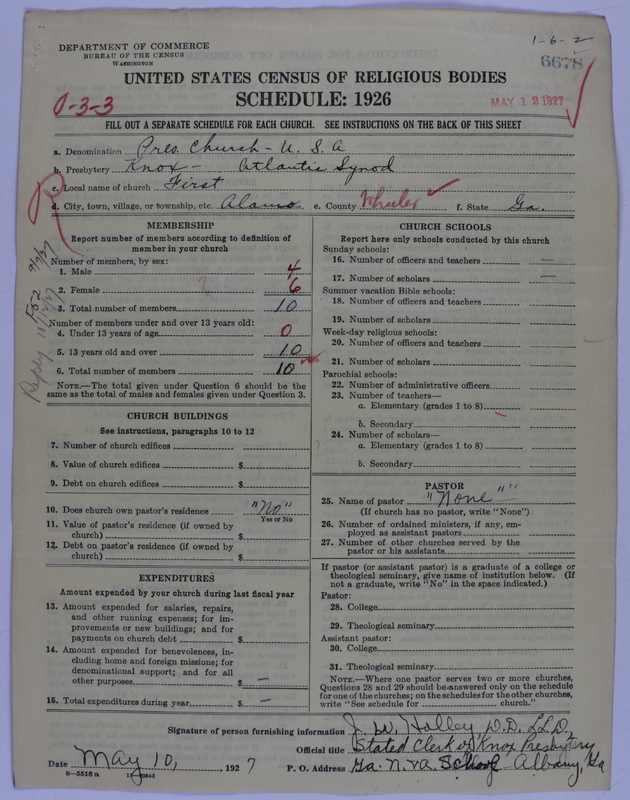 DEPARTMENT OF COMMERCE
BUREAU OF THE CENSUS
WASHINGTON
1-6-2
6678
UNITED STATES CENSUS OF RELIGIOUS BODIES
SCHEDULE: 1926
0-3-3
MAY 12 1927
FILL OUT A SEPARATE SCHEDULE FOR EACH CHURCH. SEE INSTRUCTIONS ON THE BACK OF THIS SHEET
a. Denomination Pres. Church - U. S. A
b. Presbytery Knox - Atlantic Synod
c. Local name of church First
d. City, town, village, or township, etc. Alamo e. County Wheeler f. State Ga.
R
MEMBERSHIP
Report number of members according to definition of
member in your church
Number of members, by sex:
1. Male 4
2. Female 6
3. Total number of members 10
Number of members under and over 13 years old:
4. Under 13 years of age 0
5. 13 years old and over 10
6. Total number of members 10
NOTE.—The total given under Question 6 should be the
same as the total of males and females given under Question 3.
CHURCH BUILDINGS
See instructions, paragraphs 10 to 12
7. Number of church edifices
8. Value of church edifices $
9. Debt on church edifices $
10. Does church own pastor's residence "No"
Yes or No
11. Value of pastor's residence (if owned by
church) $
12. Debt on pastor's residence (if owned by
church) $
EXPENDITURES
Amount expended by your church during last fiscal year
13. Amount expended for salaries, repairs,
and other running expenses; for im-
provements or new buildings; and for
payments on church debt $
14. Amount expended for benevolences, in-
cluding home and foreign missions; for
denominational support; and for all
other purposes $ —
15. Total expenditures during year $ —
CHURCH SCHOOLS
Report here only schools conducted by this church
Sunday schools:
16. Number of officers and teachers —
17. Number of scholars —
Summer vacation Bible schools:
18. Number of officers and teachers
19. Number of scholars
Week-day religious schools:
20. Number of officers and teachers
21. Number of scholars
Parochial schools:
22. Number of administrative officers
23. Number of teachers—
a. Elementary (grades 1 to 8)
b. Secondary
24. Number of scholars—
a. Elementary (grades 1 to 8)
b. Secondary
PASTOR
25. Name of pastor "None"
(If church has no pastor, write "None")
26. Number of ordained ministers, if any, em-
ployed as assistant pastors
27. Number of other churches served by the
pastor or his assistants
If pastor (or assistant pastor) is a graduate of a college or
theological seminary, give name of institution below. (If
not a graduate, write "No" in the space indicated.)
Pastor:
28. College
29. Theological seminary
Assistant pastor:
30. College
31. Theological seminary
NOTE.—Where one pastor serves two or more churches,
Questions 28 and 29 should be answered only on the schedule
for one of the churches; on the schedules for the other churches,
write "See schedule for church."
Signature of person furnishing information J. W. Holley D.D. LLD,
Official title Stated Clerk of Knox Presbytery
Date May 10, , 1927 P. O. Address Ga. N. &a. School Albany, Ga
8-5518a